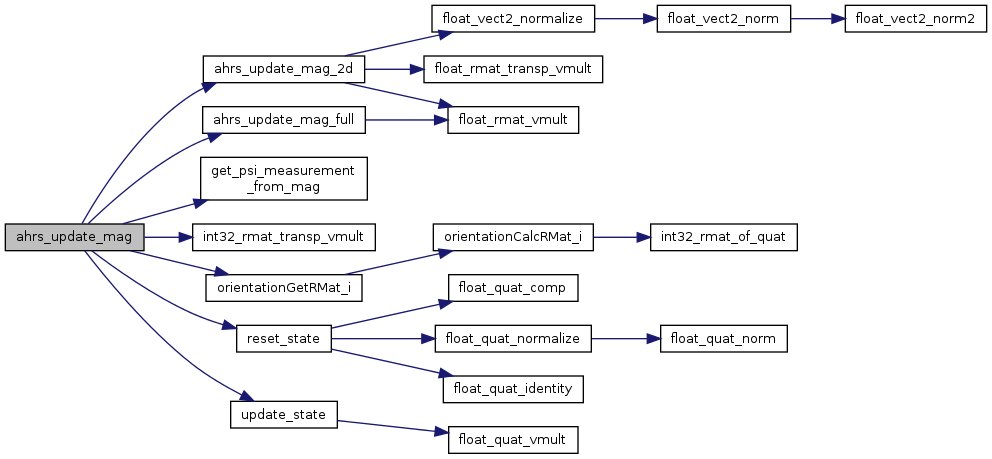 float_vect2_normalize
float_vect2_norm
float_vect2_norm2
ahrs_update_mag_2d
float_rmat_transp_vmult
ahrs_update_mag_full
float_rmat_vmult
get_psi_measurement
_from_mag
ahrs_update_mag
int32_rmat_transp_vmult
orientationCalcRMat_i
int32_rmat_of_quat
orientationGetRMat_i
float_quat_comp
reset_state
float_quat_normalize
float_quat_norm
float_quat_identity
update_state
float_quat_vmult